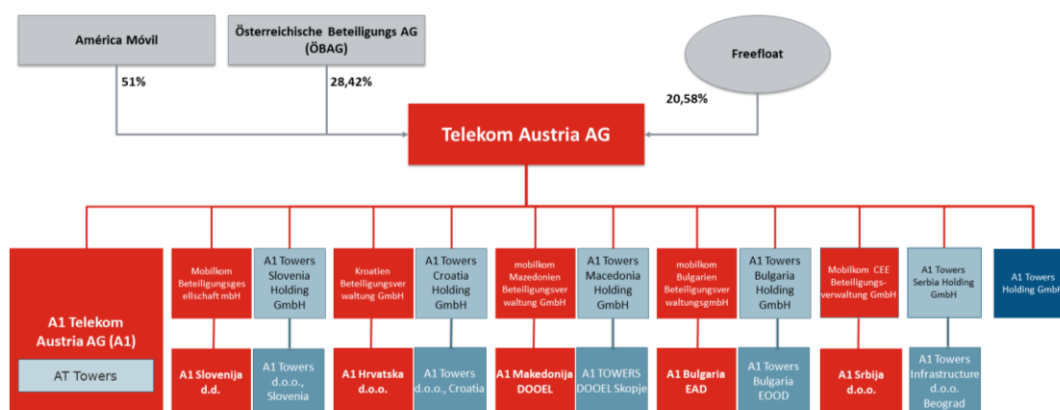 América Móvil
Österreichische Beteiligungs AG
(ÖBAG)
Freefloat
51%
28,42%
20,58%
Telekom Austria AG
A1 Telekom
Austria AG (A1)
AT Towers
Mobilkom
Beteiligungsges
ellschaft mbH
A1 Towers
Slovenia
Holding
GmbH
Kroatien
Beteiligungsver
waltung GmbH
A1 Towers
Croatia
Holding
GmbH
mobilkom
Mazedonien
Beteiligungsver
waltung GmbH
A1 Towers
Macedonia
Holding
GmbH
mobilkom
Bulgarien
Beteiligungsver
waltungsgmbH
A1 Towers
Bulgaria
Holding
GmbH
Mobilkom CEE
Beteiligungs-
verwaltung GmbH
A1 Towers
Serbia Holding
GmbH
A1 Towers
Holding GmbH
A1 Slovenija
d.d.
A1 Towers
d.o.o.,
Slovenia
A1 Hrvatska
d.o.o.
A1 Towers
d.o.o., Croatia
A1 Makedonija
DOOEL
A1 TOWERS
DOOEL Skopje
A1 Bulgaria
EAD
A1 Towers
Bulgaria
EOOD
A1 Srbija
d.o.o.
A1 Towers
Infrastructure
d.o.o.
Beograd